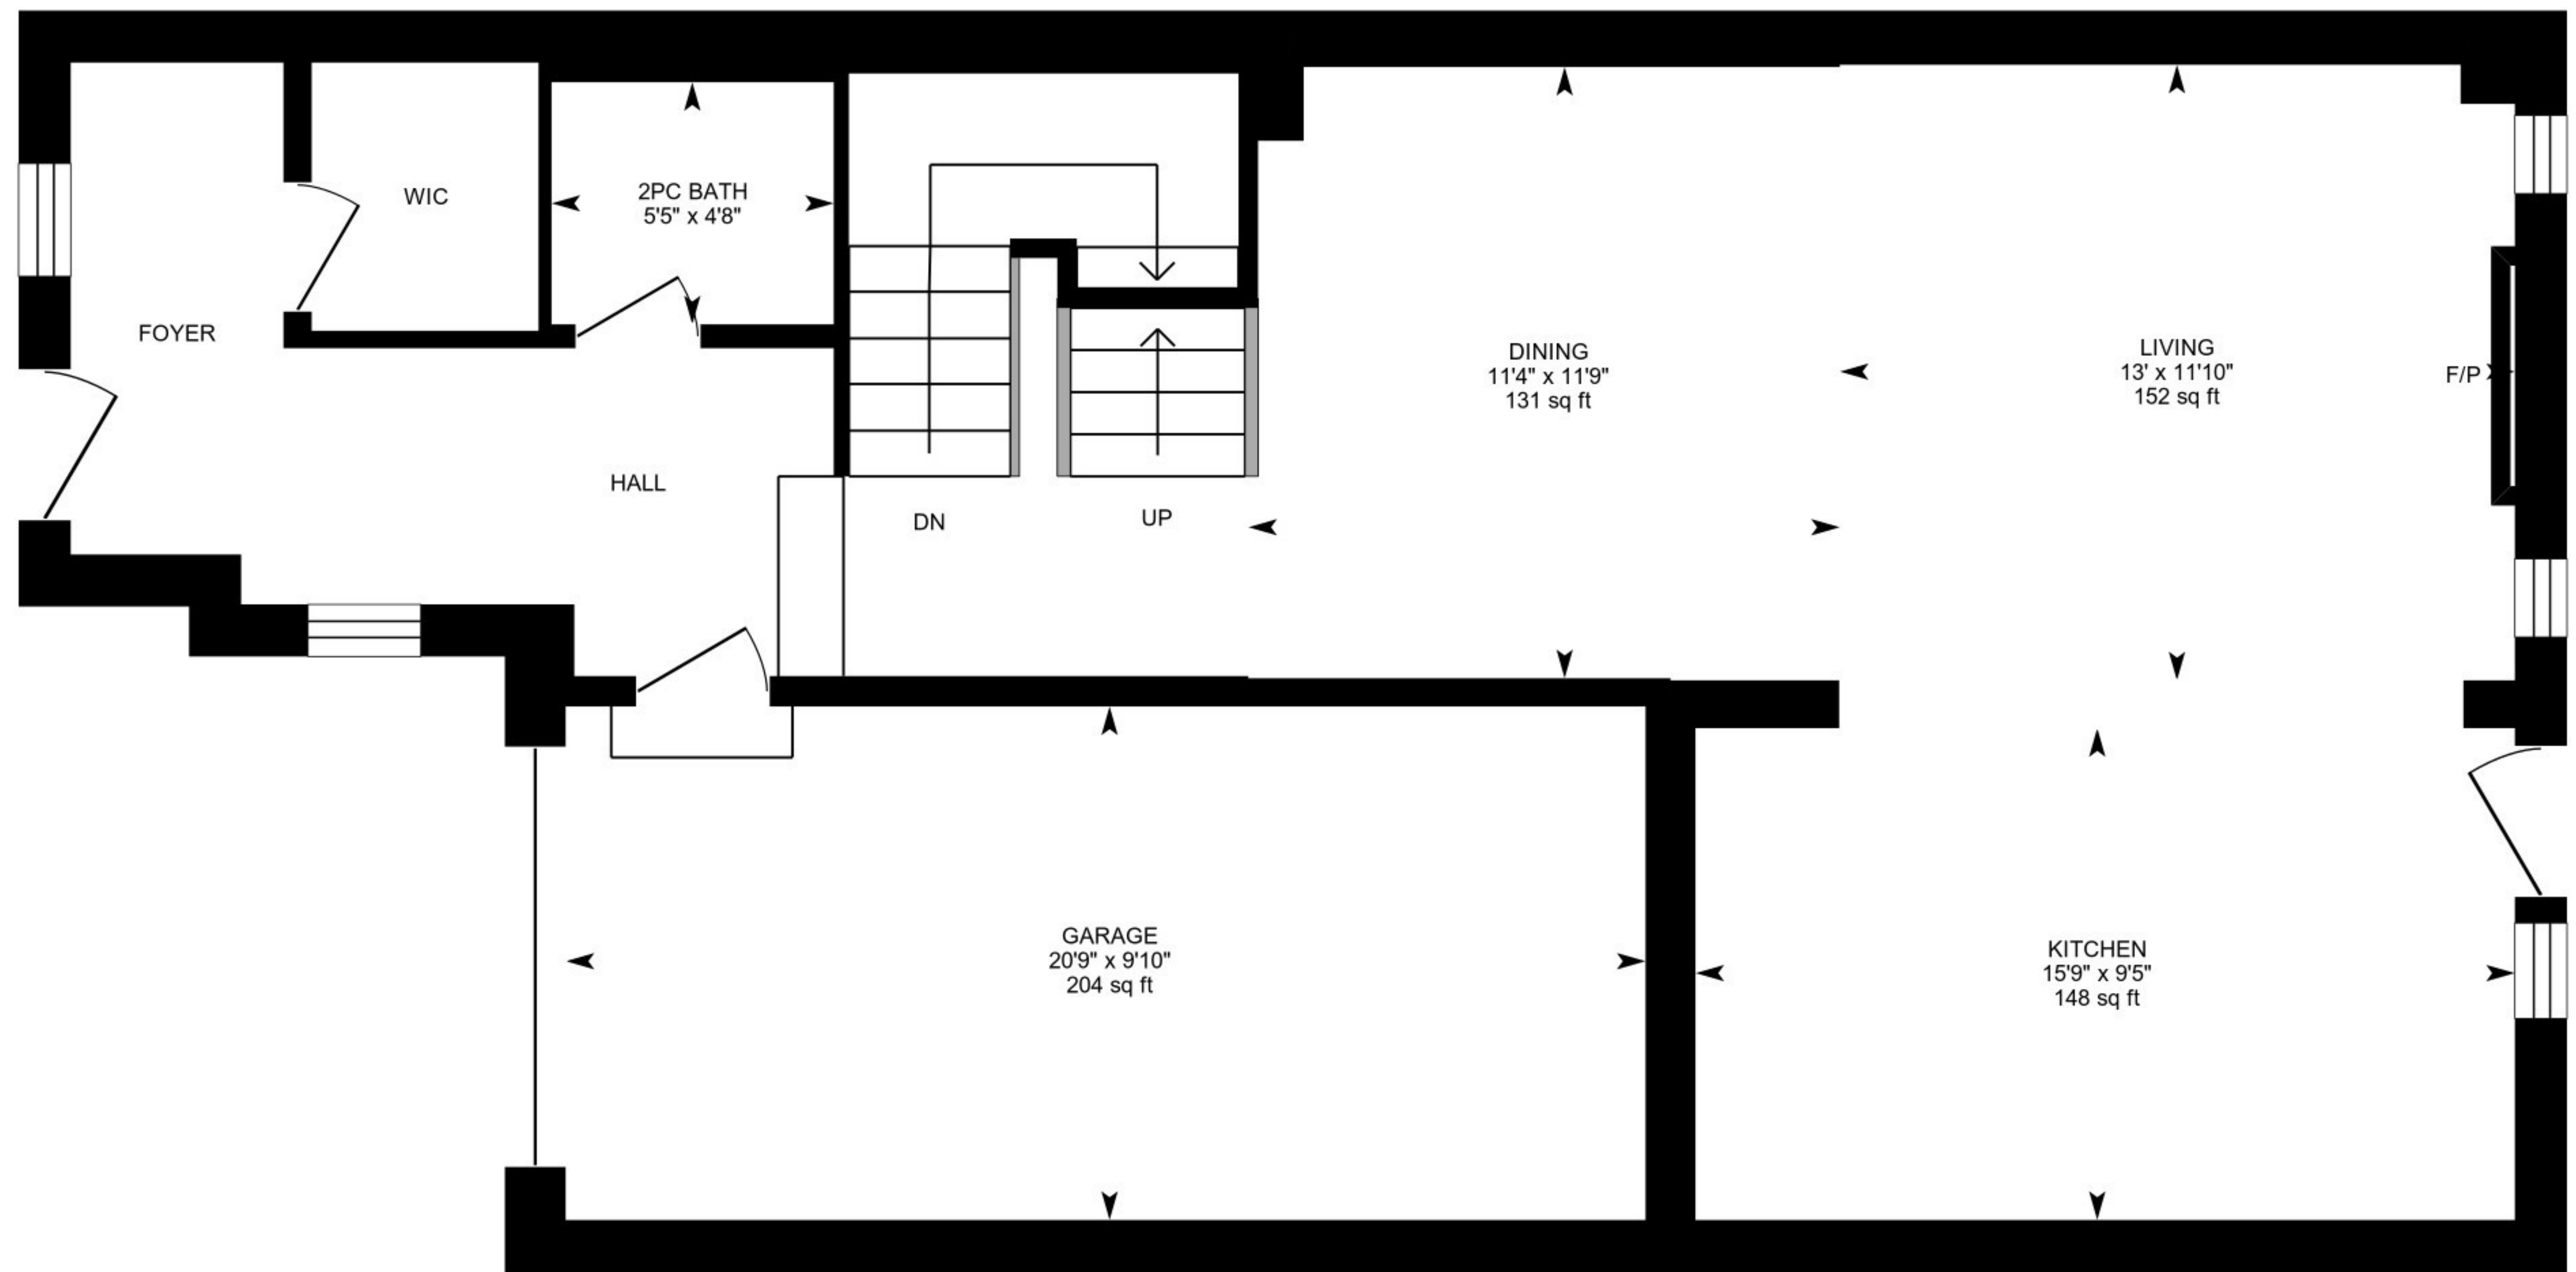 WIC
2PC BATH
5'5" x 4'8"
FOYER
HALL
DN
UP
DINING
11'4" x 11'9"
131 sq ft
LIVING
13' x 11'10"
152 sq ft
F/P
GARAGE
20'9" x 9'10"
204 sq ft
KITCHEN
15'9" x 9'5"
148 sq ft